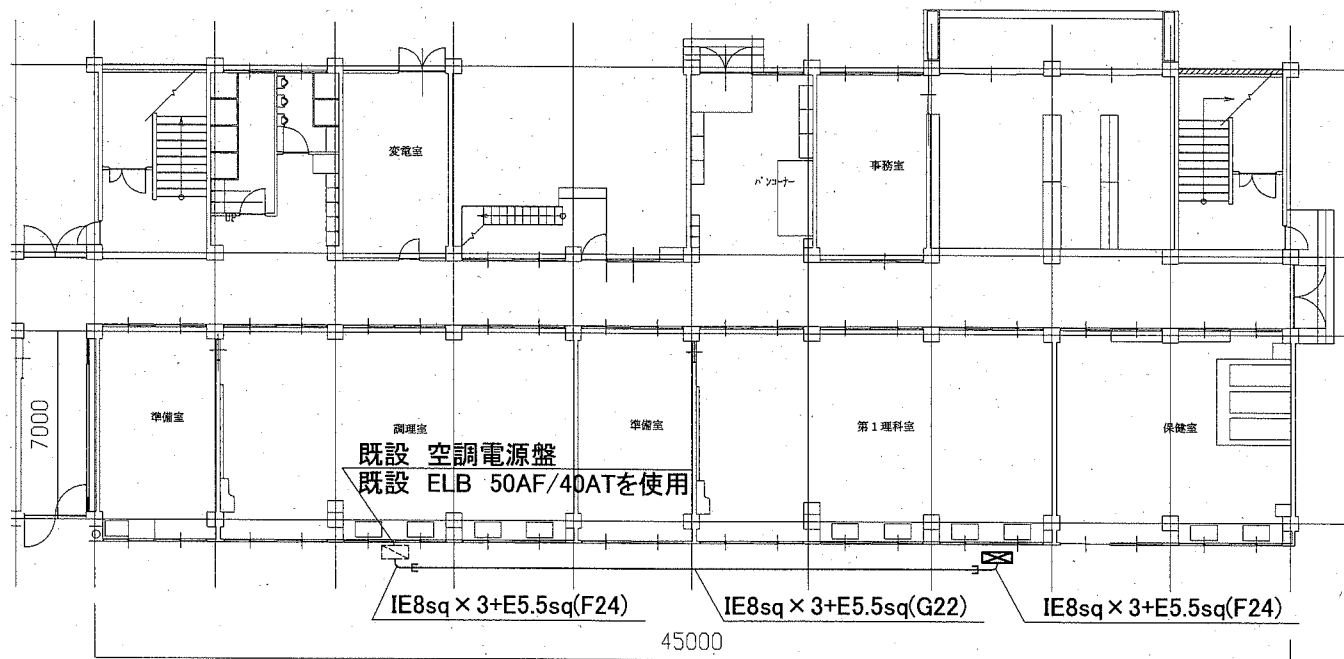 変電室
事務室
パンコーナー
UP
7000
準備室
調理室
準備室
第1理科室
保健室
既設 空調電源盤
既設 ELB 50AF/40ATを使用
IE8sq×3+E5.5sq(F24)
IE8sq×3+E5.5sq(G22)
IE8sq×3+E5.5sq(F24)
45000